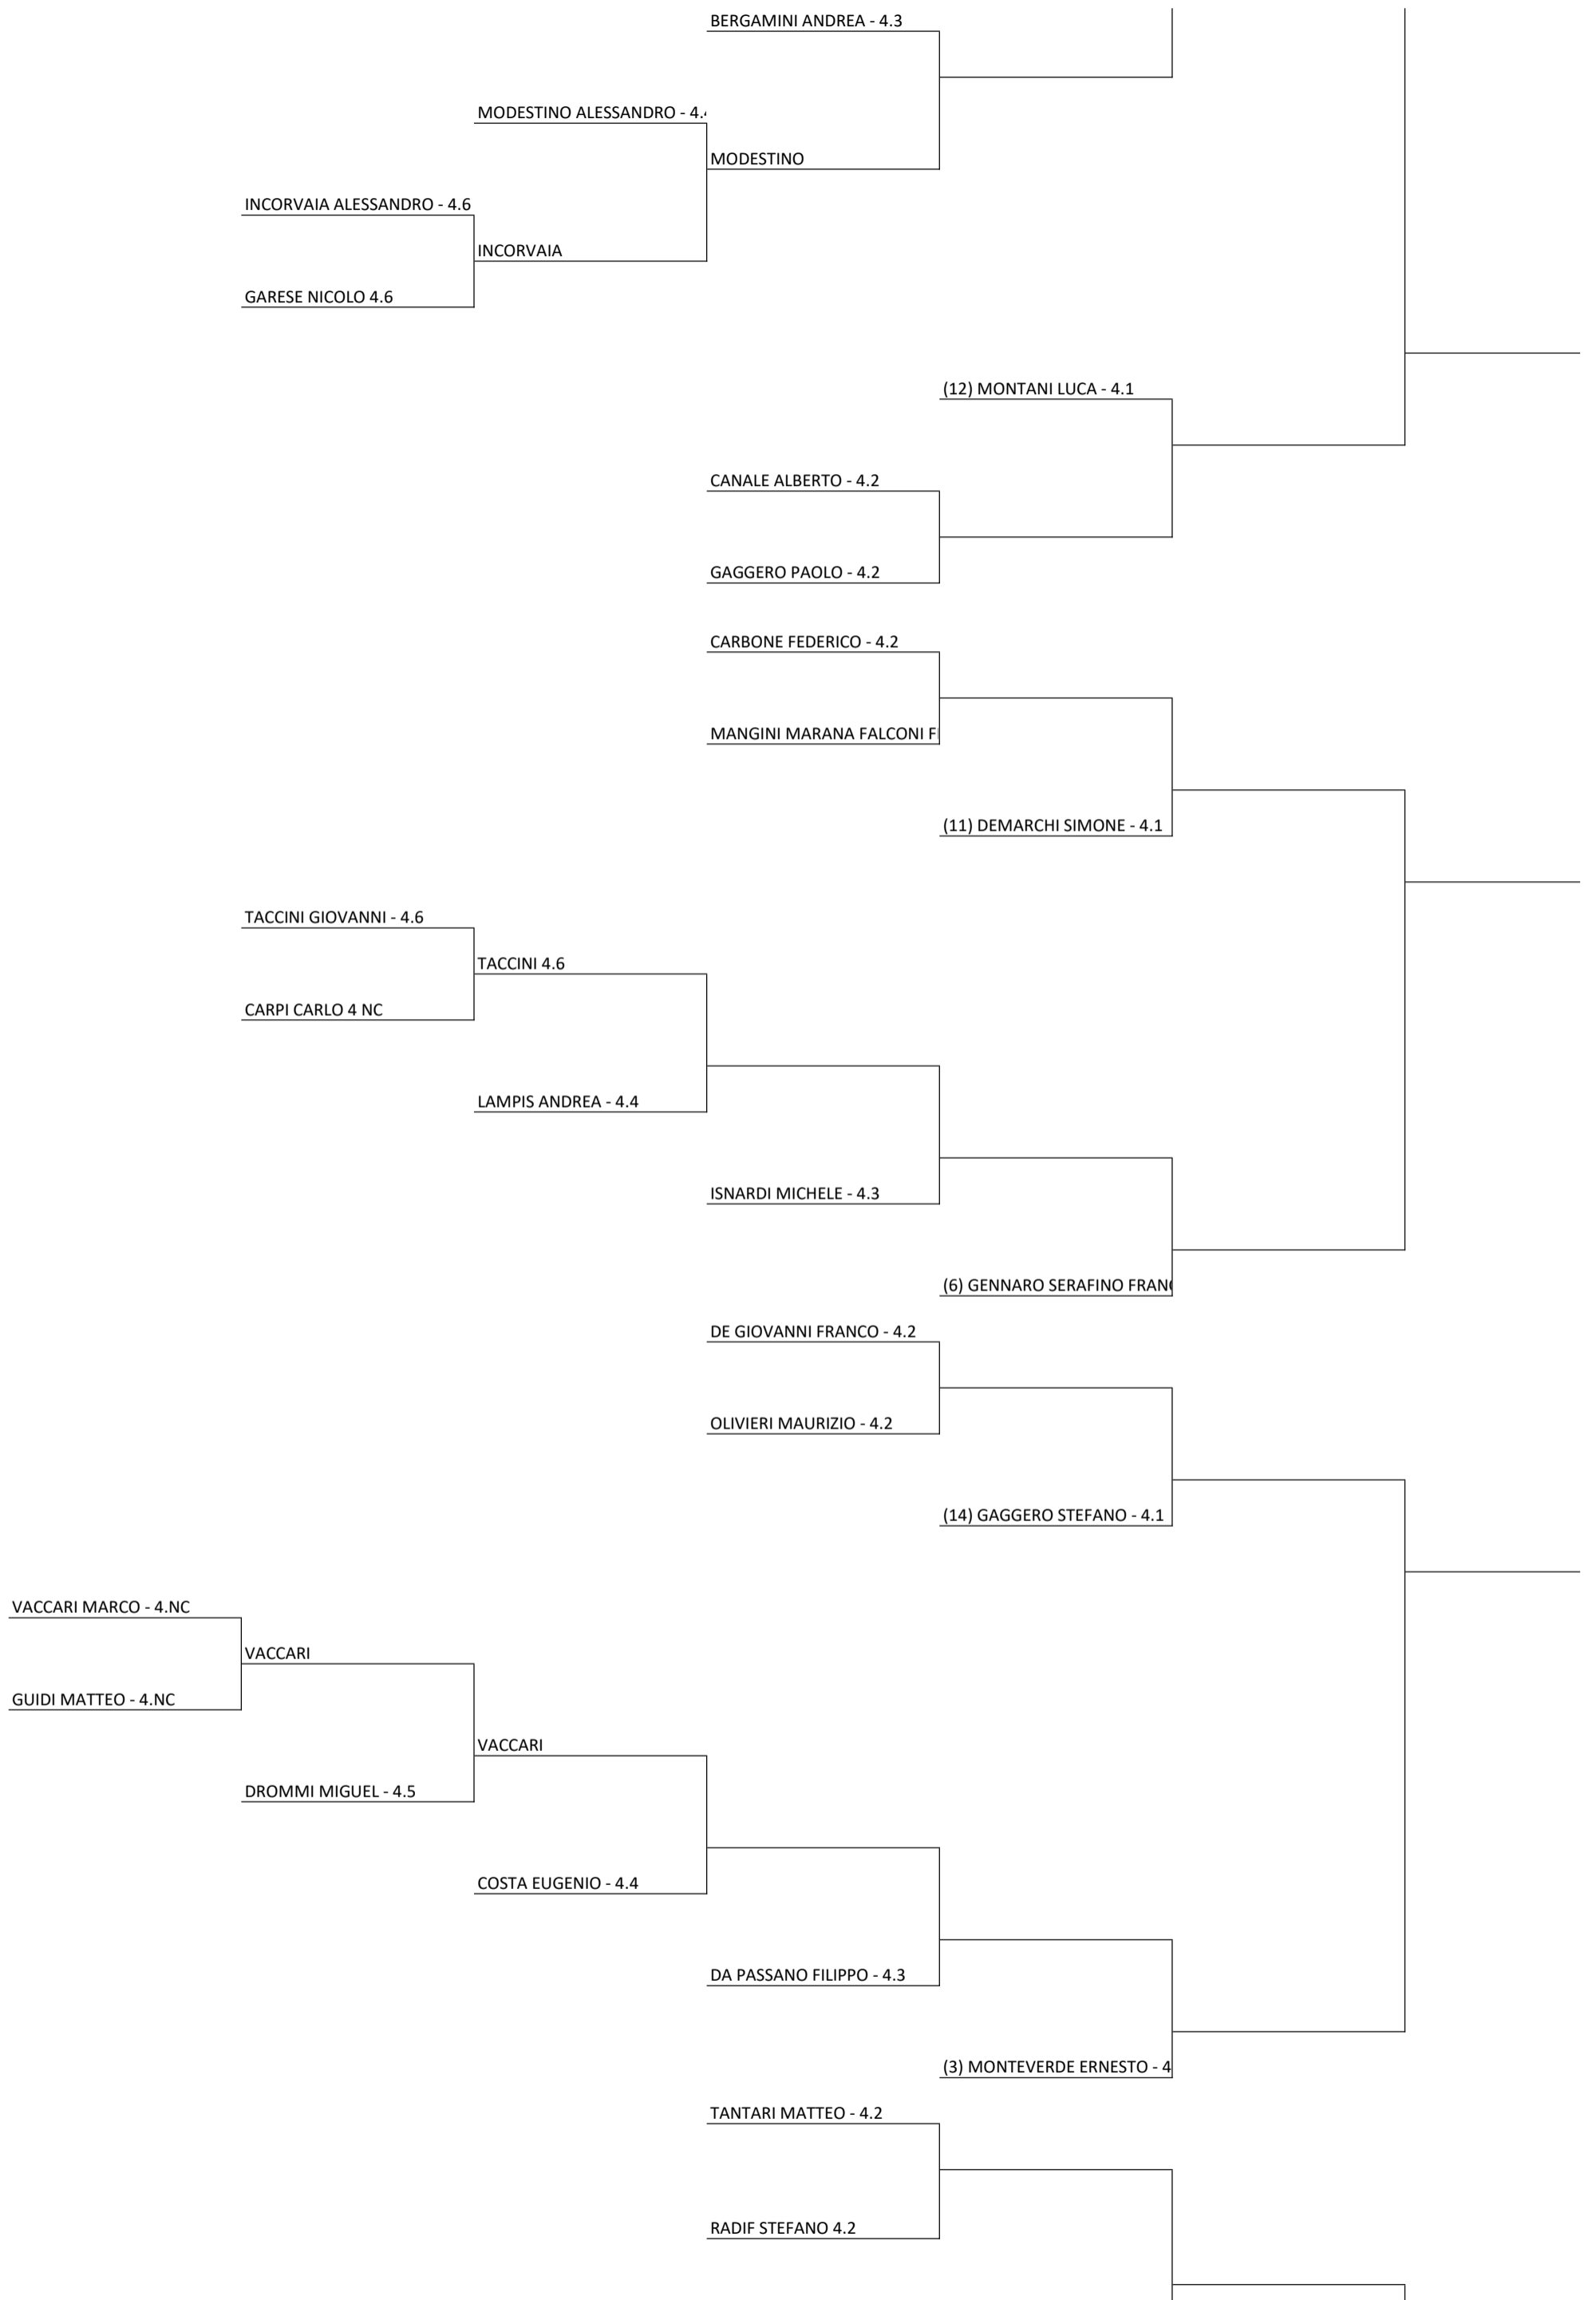 BERGAMINI ANDREA - 4.3
MODESTINO ALESSANDRO - 4.
MODESTINO
INCORVAIA ALESSANDRO - 4.6
INCORVAIA
GARESE NICOLO 4.6
(12) MONTANI LUCA - 4.1
CANALE ALBERTO - 4.2
GAGGERO PAOLO - 4.2
CARBONE FEDERICO - 4.2
MANGINI MARANA FALCONI F
(11) DEMARCHI SIMONE - 4.1
TACCINI GIOVANNI - 4.6
TACCINI 4.6
CARPI CARLO 4 NC
LAMPIS ANDREA - 4.4
ISNARDI MICHELE - 4.3
(6) GENNARO SERAFINO FRAN
DE GIOVANNI FRANCO - 4.2
OLIVIERI MAURIZIO - 4.2
(14) GAGGERO STEFANO - 4.1
VACCARI MARCO - 4.NC
VACCARI
GUIDI MATTEO - 4.NC
VACCARI
DROMMI MIGUEL - 4.5
COSTA EUGENIO - 4.4
DA PASSANO FILIPPO - 4.3
(3) MONTEVERDE ERNESTO - 4
TANTARI MATTEO - 4.2
RADIF STEFANO 4.2